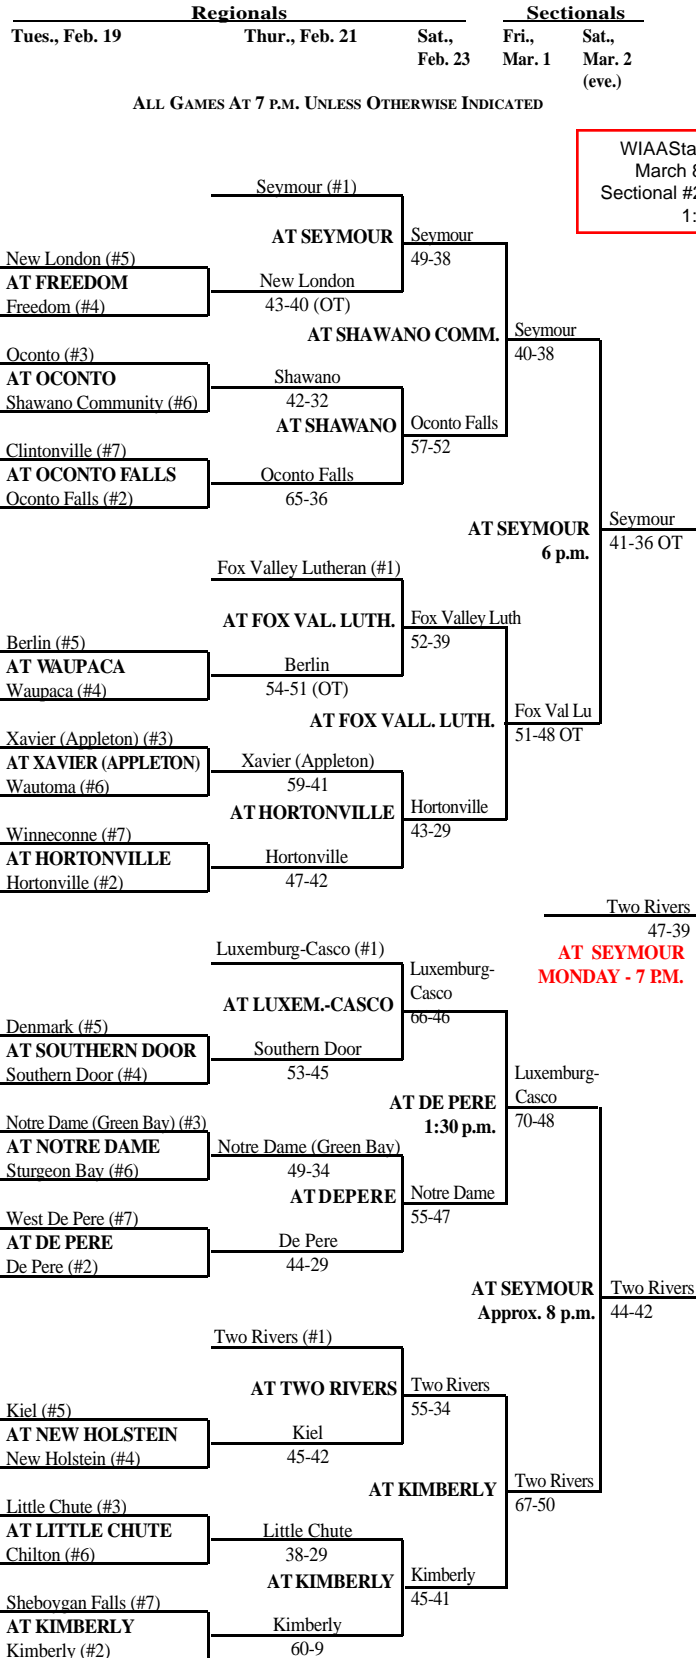 Regionals
Sectionals
Tues., Feb. 19
Thur., Feb. 21
Sat.,
Feb. 23
Fri.,
Mar. 1
Sat.,
Mar. 2
(eve.)
ALL GAMES AT 7 P.M. UNLESS OTHERWISE INDICATED
WIAASta
March 8
Sectional #2
1:
Seymour (#1)
AT SEYMOUR
Seymour
49-38
New London (#5)
AT FREEDOM
Freedom (#4)
New London
43-40 (OT)
AT SHAWANO COMM.
Seymour
40-38
Oconto (#3)
AT OCONTO
Shawano Community (#6)
Shawano
42-32
AT SHAWANO
Oconto Falls
57-52
Clintonville (#7)
AT OCONTO FALLS
Oconto Falls (#2)
Oconto Falls
65-36
AT SEYMOUR
6 p.m.
Seymour
41-36 OT
Fox Valley Lutheran (#1)
AT FOX VAL. LUTH.
Fox Valley Luth
52-39
Berlin (#5)
AT WAUPACA
Waupaca (#4)
Berlin
54-51 (OT)
AT FOX VALL. LUTH.
Fox Val Lu
51-48 OT
Xavier (Appleton) (#3)
AT XAVIER (APPLETON)
Wautoma (#6)
Xavier (Appleton)
59-41
AT HORTONVILLE
Hortonville
43-29
Winneconne (#7)
AT HORTONVILLE
Hortonville (#2)
Hortonville
47-42
Two Rivers
47-39
AT SEYMOUR
MONDAY - 7 P.M.
Luxemburg-Casco (#1)
AT LUXEM.-CASCO
Luxemburg-
Casco
66-46
Denmark (#5)
AT SOUTHERN DOOR
Southern Door (#4)
Southern Door
53-45
AT DE PERE
1:30 p.m.
Luxemburg-
Casco
70-48
Notre Dame (Green Bay) (#3)
AT NOTRE DAME
Sturgeon Bay (#6)
Notre Dame (Green Bay)
49-34
AT DEPERE
Notre Dame
55-47
West De Pere (#7)
AT DE PERE
De Pere (#2)
De Pere
44-29
AT SEYMOUR
Approx. 8 p.m.
Two Rivers
44-42
Two Rivers (#1)
AT TWO RIVERS
Two Rivers
55-34
Kiel (#5)
AT NEW HOLSTEIN
New Holstein (#4)
Kiel
45-42
AT KIMBERLY
Two Rivers
67-50
Little Chute (#3)
AT LITTLE CHUTE
Chilton (#6)
Little Chute
38-29
AT KIMBERLY
Kimberly
45-41
Sheboygan Falls (#7)
AT KIMBERLY
Kimberly (#2)
Kimberly
60-9